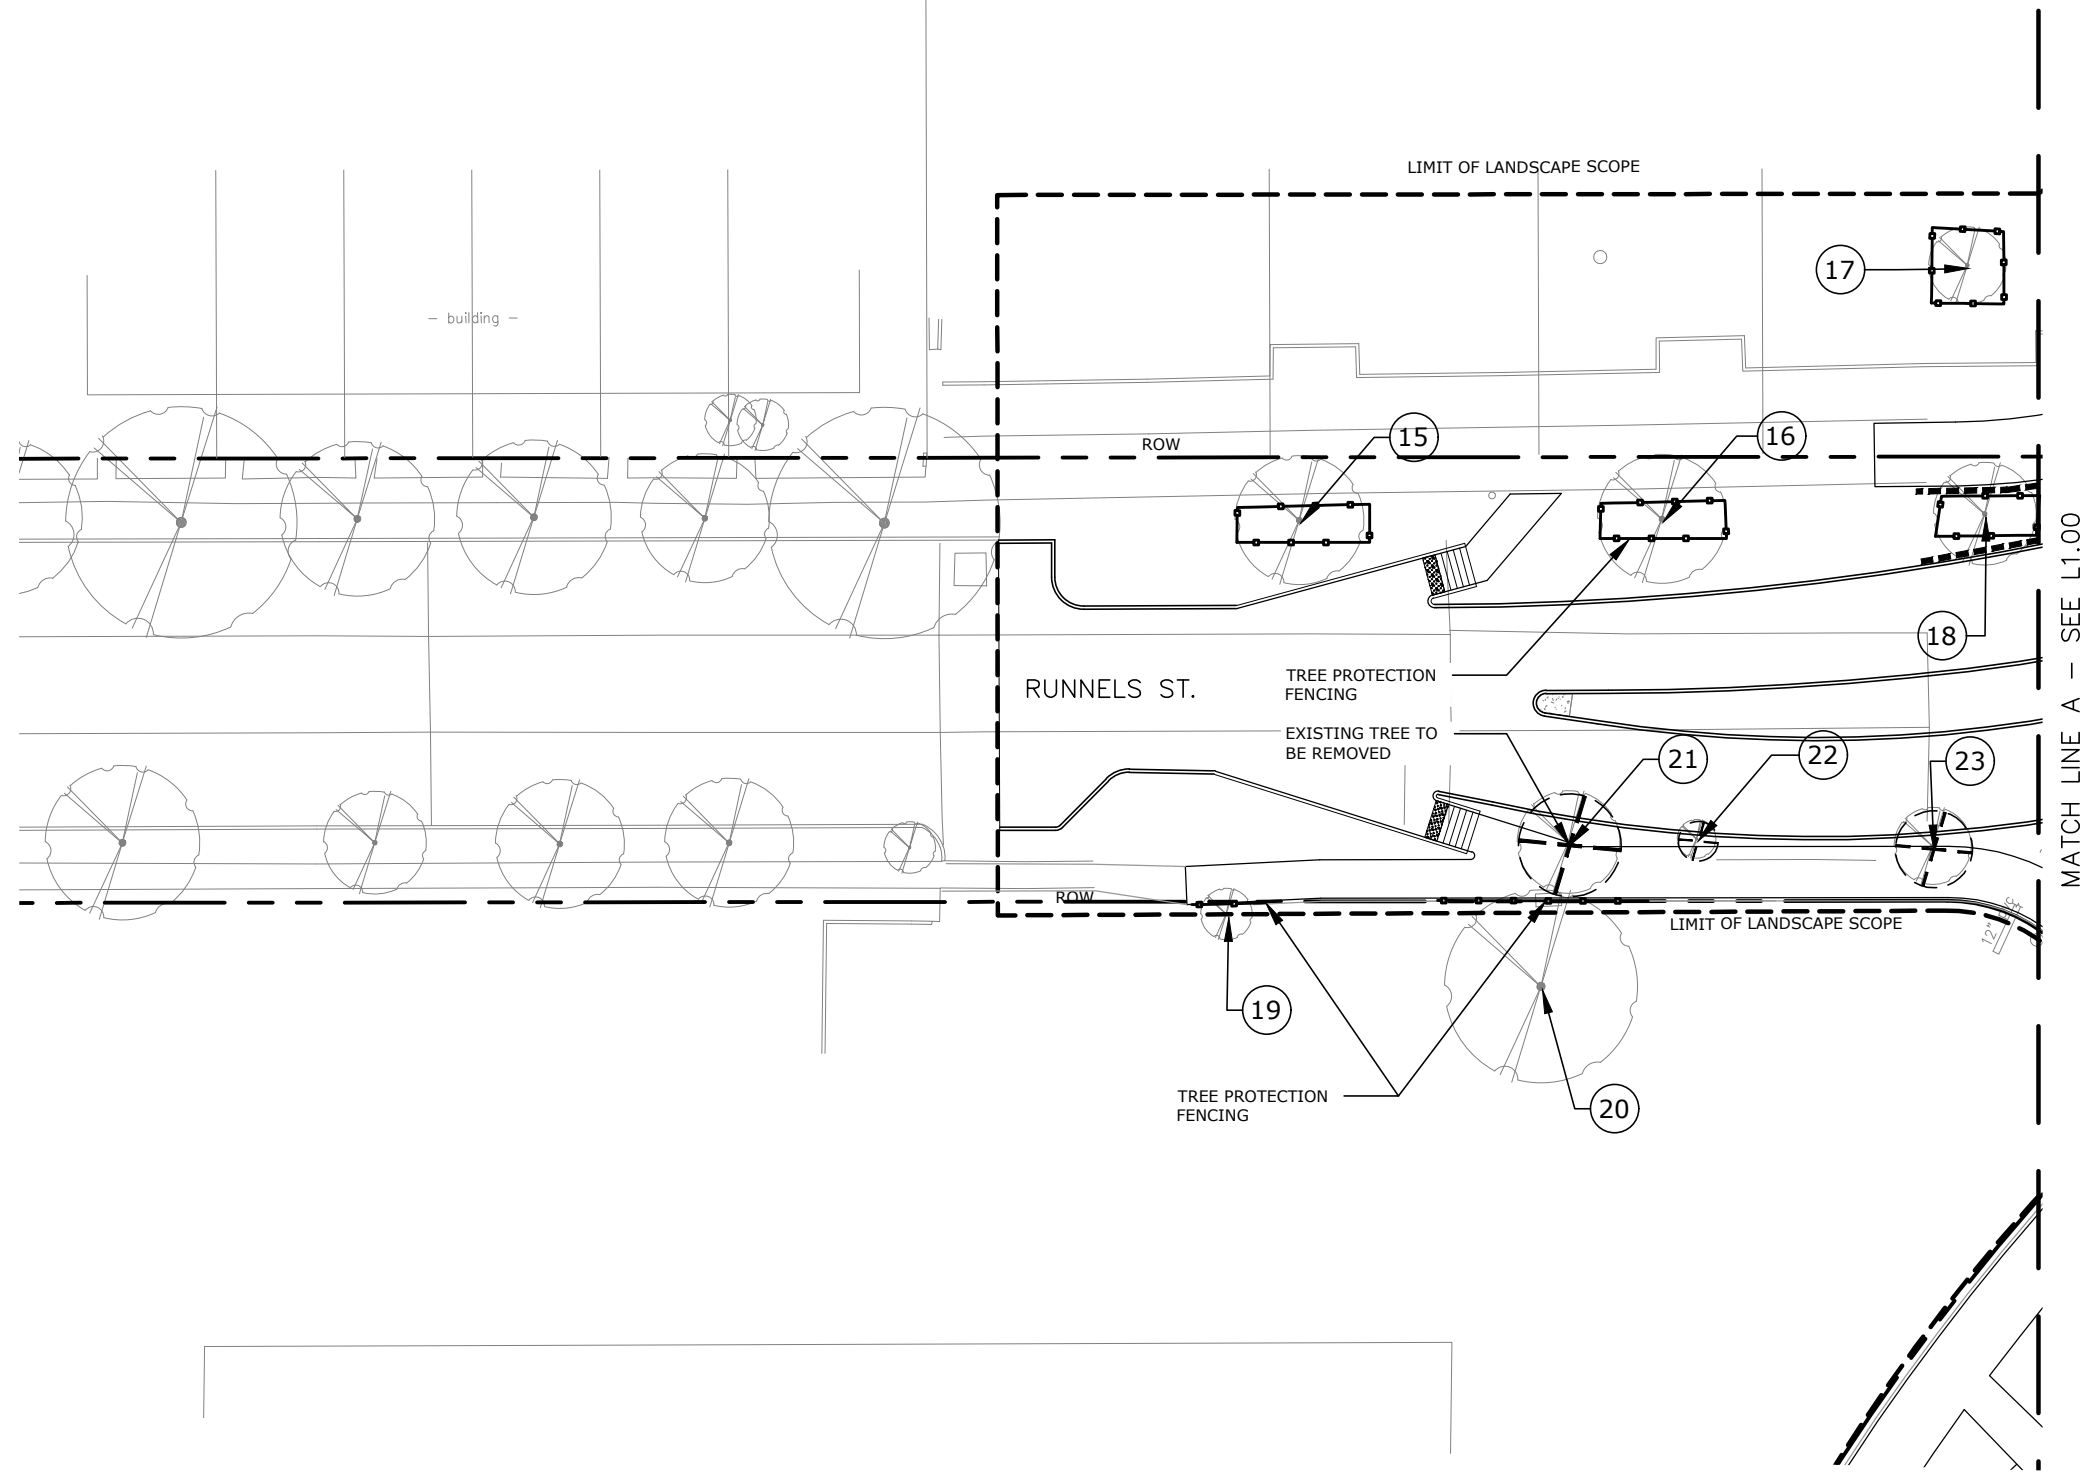 LIMIT OF LANDSCAPE SCOPE
17
- building -
ROW
15
16
18
TREE PROTECTION
FENCING
RUNNELS ST.
EXISTING TREE TO
BE REMOVED
21
22
23
MATCH LINE A - SEE L1.00
ROW
LIMIT OF LANDSCAPE SCOPE
19
20
TREE PROTECTION
FENCING